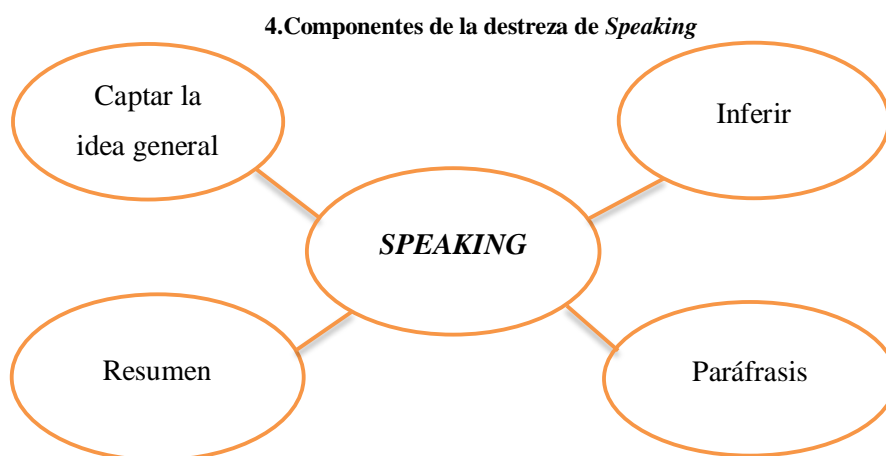 4.Componentes de la destreza de Speaking
Captar la
idea general
Inferir
SPEAKING
Resumen
Paráfrasis